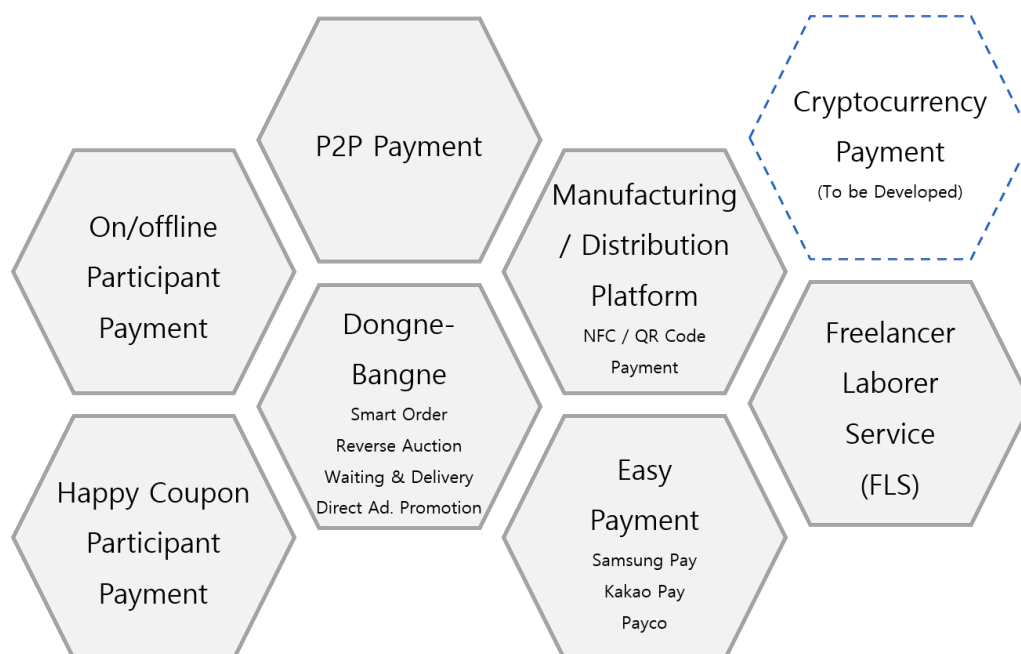 P2P Payment
Cryptocurrency
Payment
(To be Developed)
On/offline
Participant
Payment
Manufacturing
/ Distribution
Platform
NFC / QR Code
Payment
Dongne-
Bangne
Smart Order
Reverse Auction
Waiting & Delivery
Direct Ad. Promotion
Freelancer
Laborer
Service
(FLS)
Happy Coupon
Participant
Payment
Easy
Payment
Samsung Pay
Kakao Pay
Payco